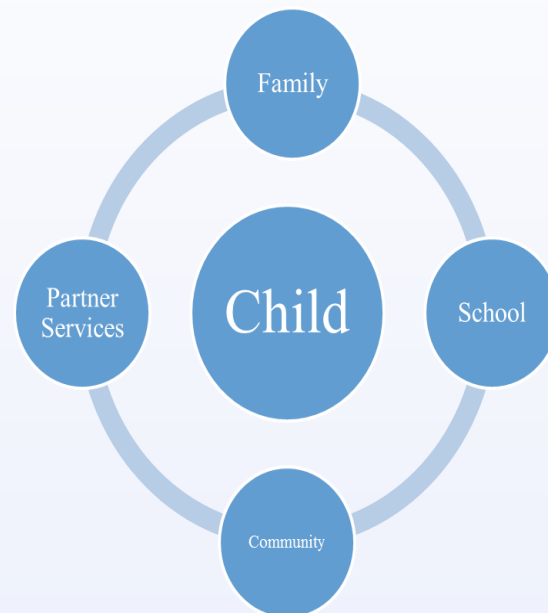 Family
Partner
Services
Child
School
Community